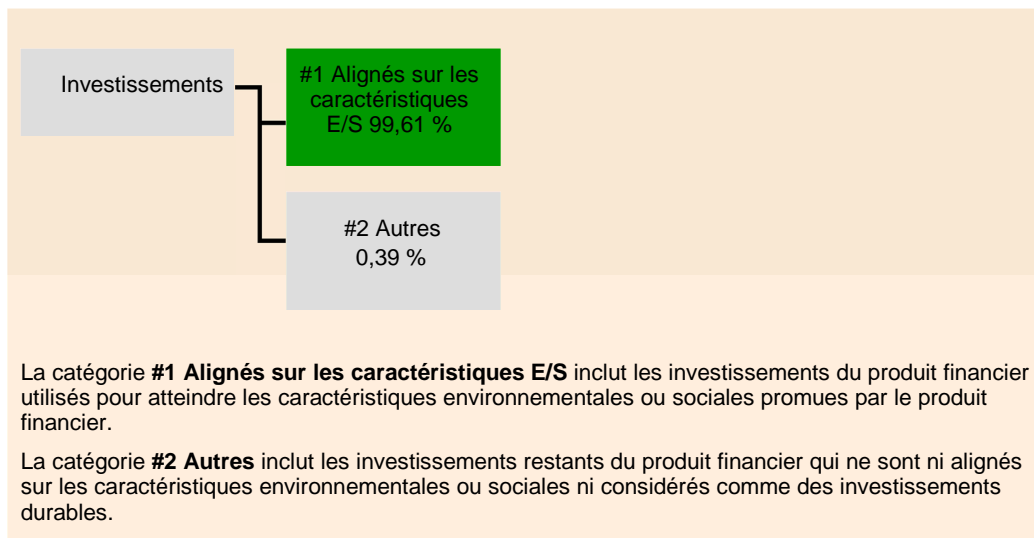 Investissements
#1 Alignés sur les
caractéristiques
E/S 99,61 %
#2 Autres
0,39 %
La catégorie #1 Alignés sur les caractéristiques E/S inclut les investissements du produit financier
utilisés pour atteindre les caractéristiques environnementales ou sociales promues par le produit
financier.
La catégorie #2 Autres inclut les investissements restants du produit financier qui ne sont ni alignés
sur les caractéristiques environnementales ou sociales ni considérés comme des investissements
durables.